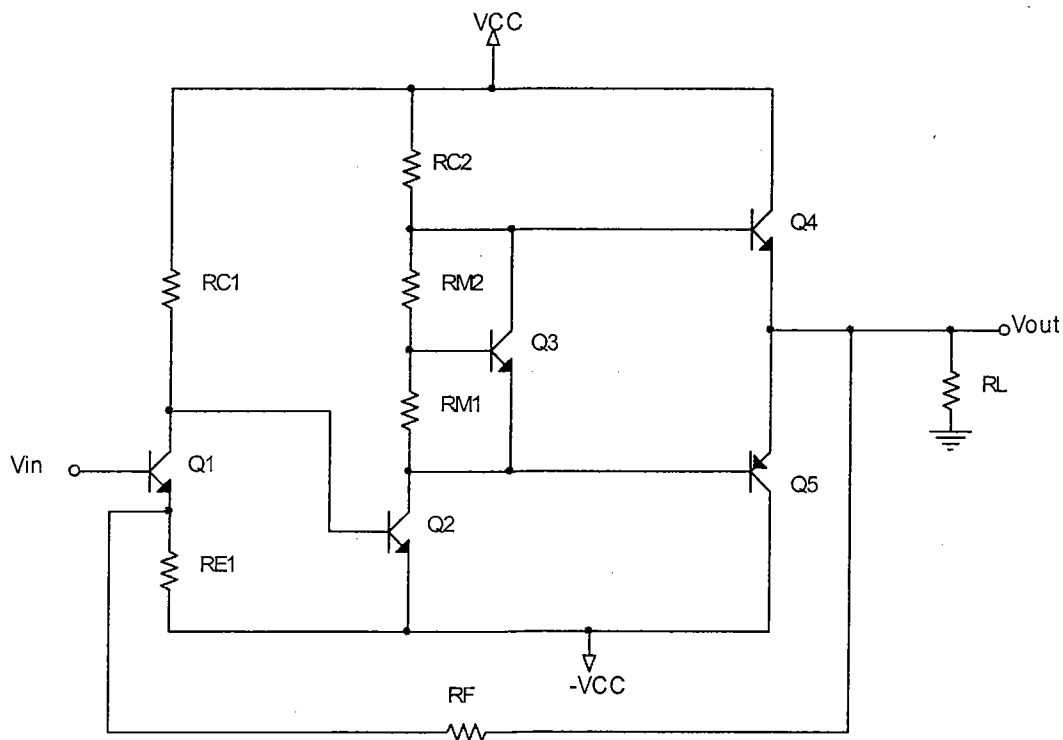 VCC
RC2
Q4
RC1
RM2
Q3
Vout
RM1
RL
Vin
Q1
Q2
Q5
RE1
-VCC
RF